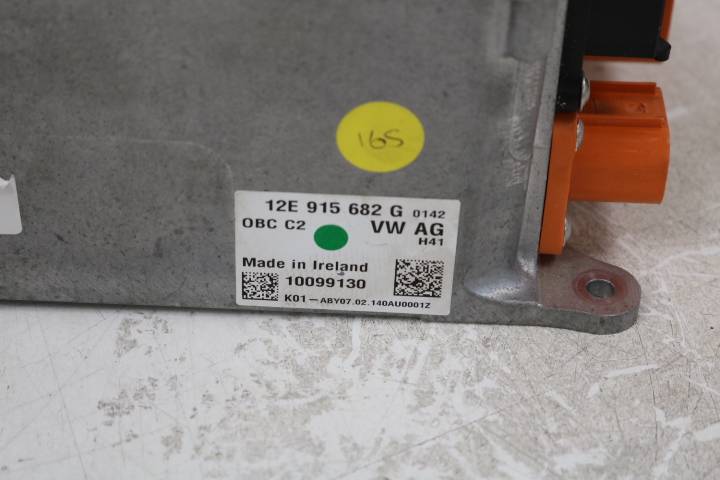 165
12E 915 682 G 0142
OBC C2 VW AG
H41
Made in Ireland
10099130
K01-ABY07.02.140AU0001Z